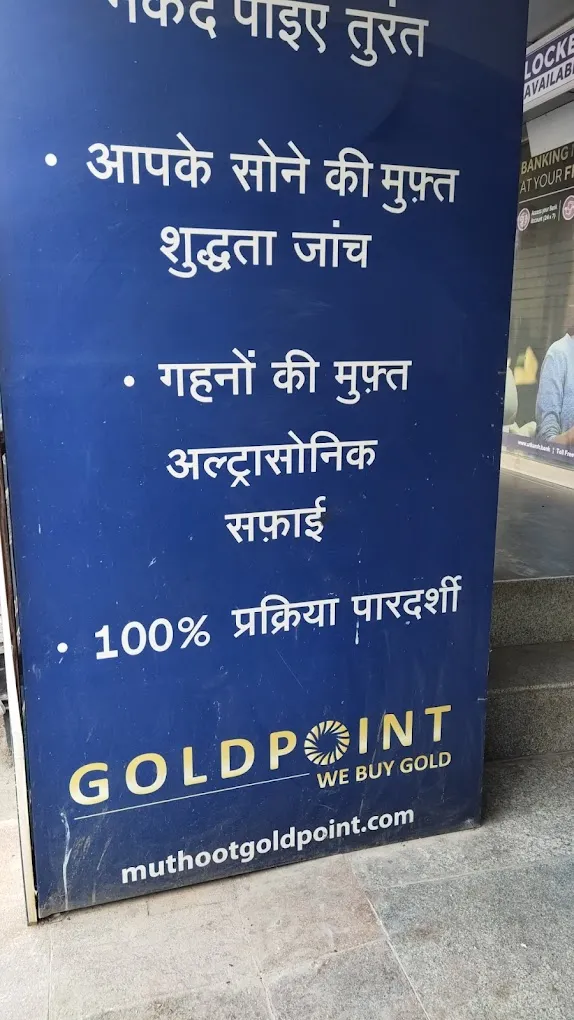 नकद पाइए तुरंत
• आपके सोने की मुफ़्त
शुद्धता जांच
• गहनों की मुफ़्त
अल्ट्रासोनिक
सफ़ाई
• 100% प्रक्रिया पारदर्शी
GOLDPOINT
WE BUY GOLD
muthootgoldpoint.com
LOCKE
AVAILABL
BANKING
AT YOUR F